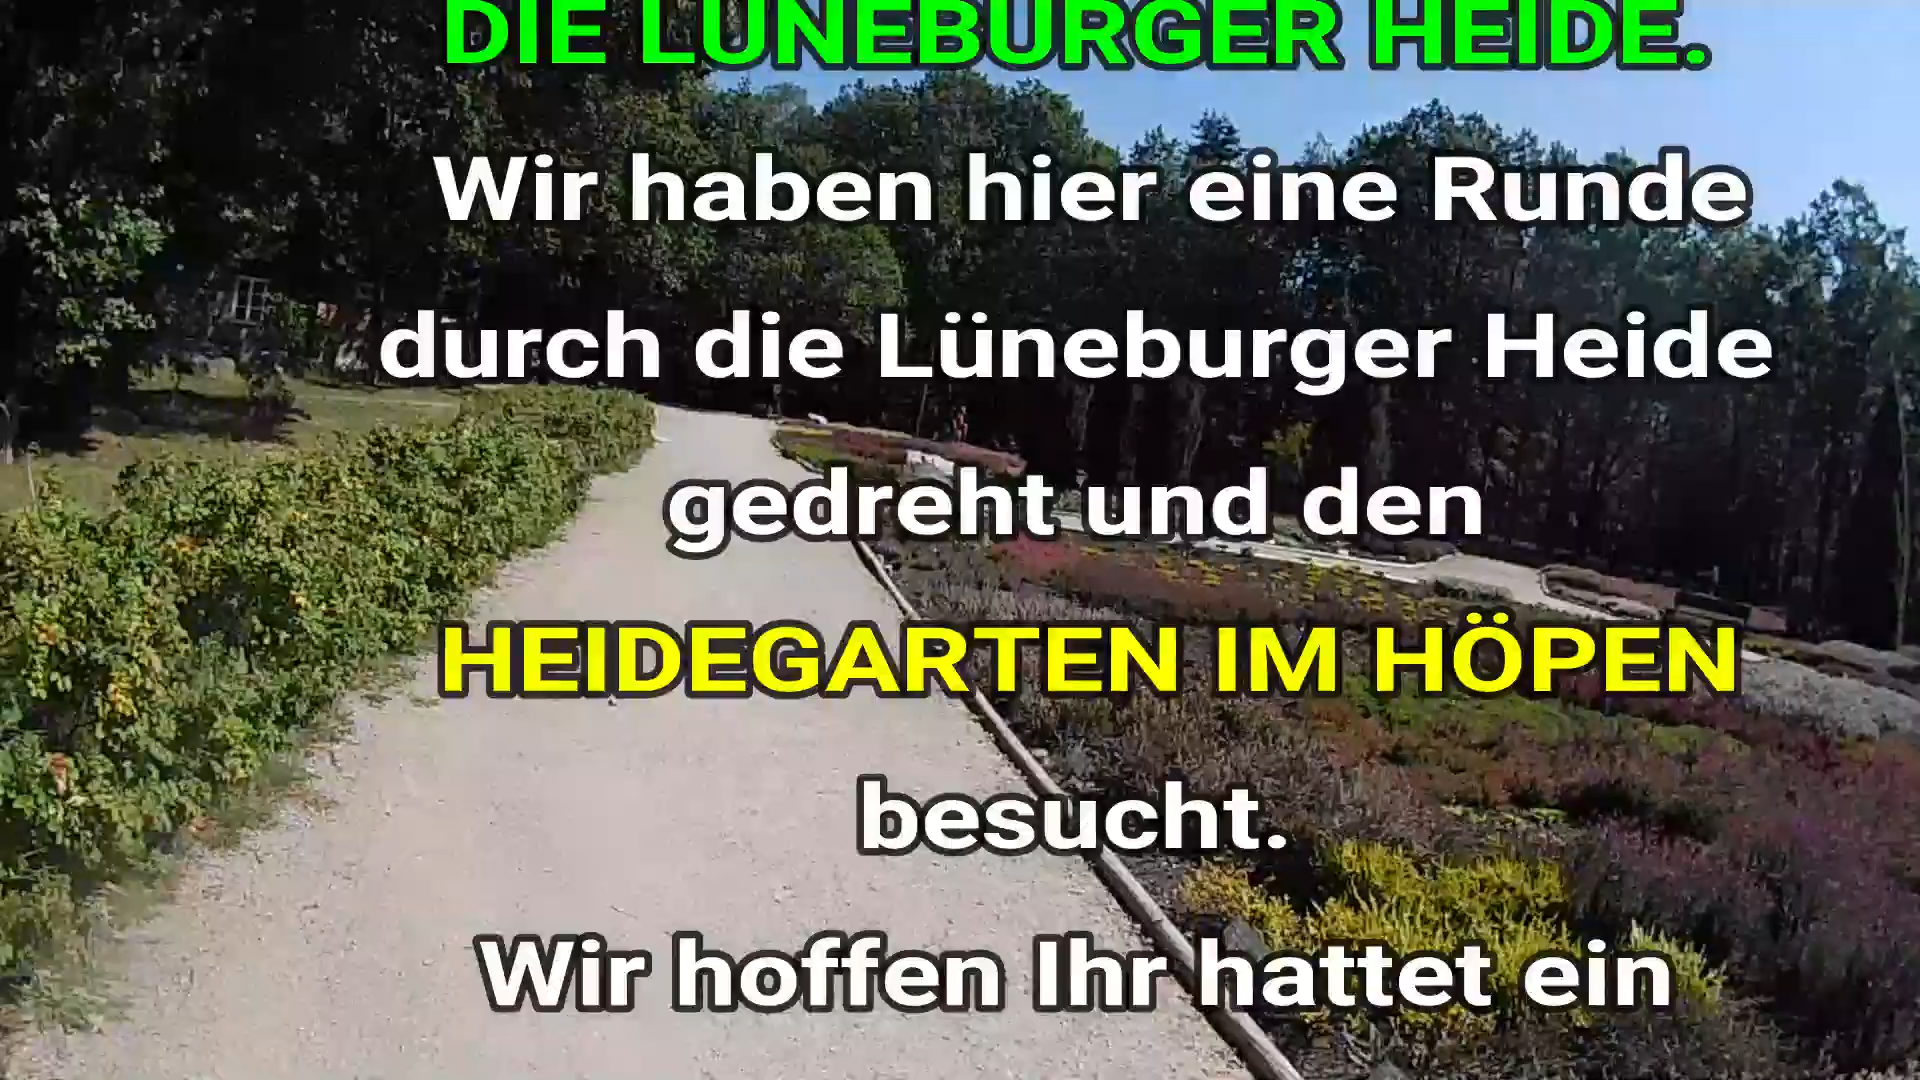 DIE LÜNEBURGER HEIDE.
Wir haben hier eine Runde
durch die Lüneburger Heide
gedreht und den
HEIDEGARTEN IM HÖPEN
besucht.
Wir hoffen Ihr hattet ein